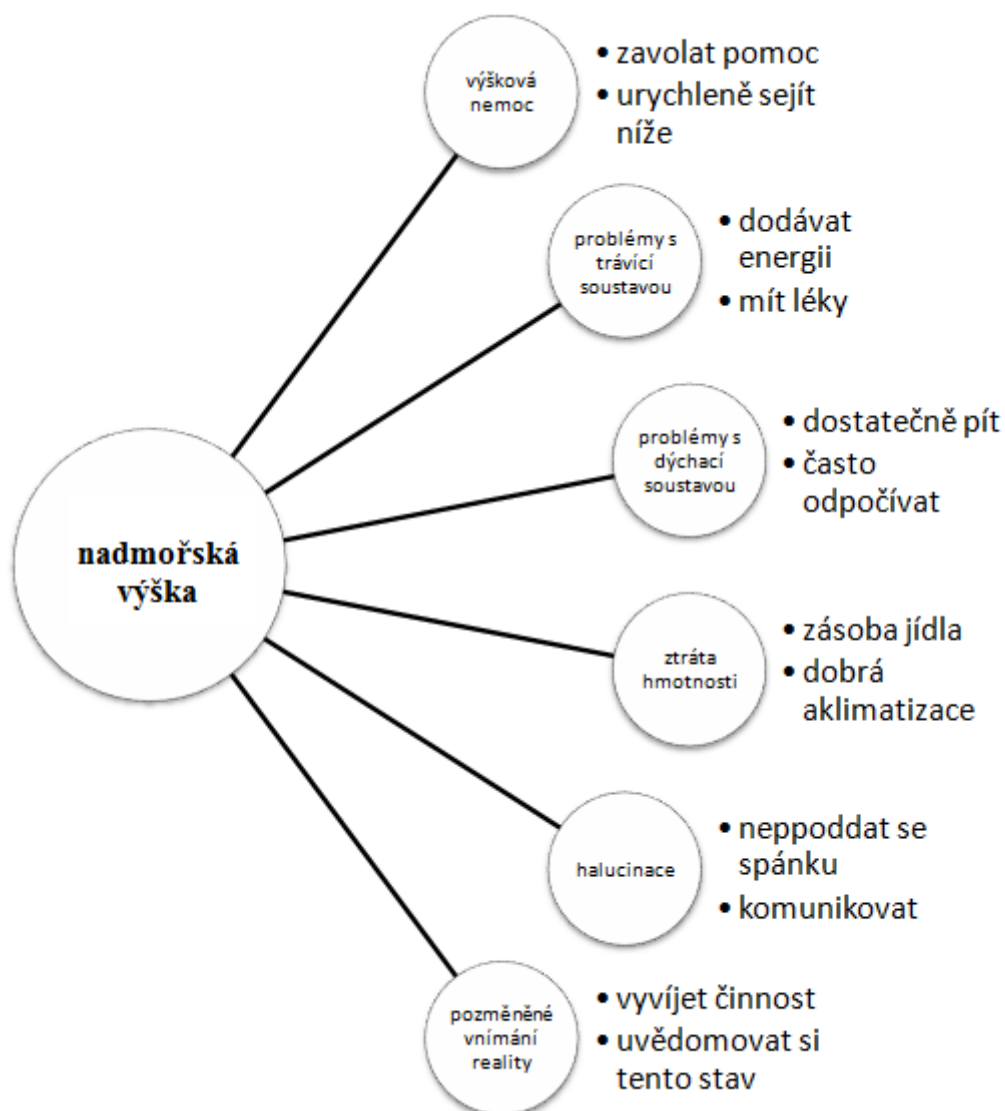 výšková
nemoc
• zavolat pomoc
• urychleně sejít
níže
problémy s
trávící
soustavou
• dodávat
energii
• mít léky
problémy s
dýchací
soustavou
• dostatečně pít
• často
odpočívat
nadmořská
výška
ztráta
hmotnosti
• zásoba jídla
• dobrá
aklimatizace
halucinace
• neppoddat se
spánku
• komunikovat
pozměněné
vnímání
reality
• vyvíjet činnost
• uvědomovat si
tento stav